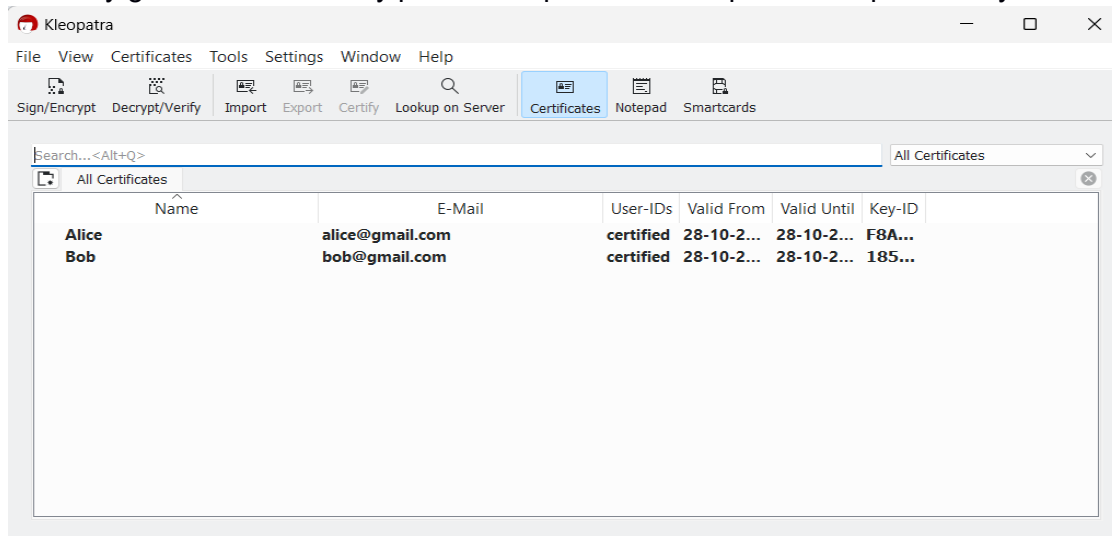 Kleopatra
File View Certificates Tools Settings Window Help
Sign/Encrypt Decrypt/Verify Import Export Certify Lookup on Server Certificates Notepad Smartcards
Search...<Alt+Q> All Certificates
All Certificates
Name E-Mail User-IDs Valid From Valid Until Key-ID
Alice alice@gmail.com certified 28-10-2... 28-10-2... F8A...
Bob bob@gmail.com certified 28-10-2... 28-10-2... 185...